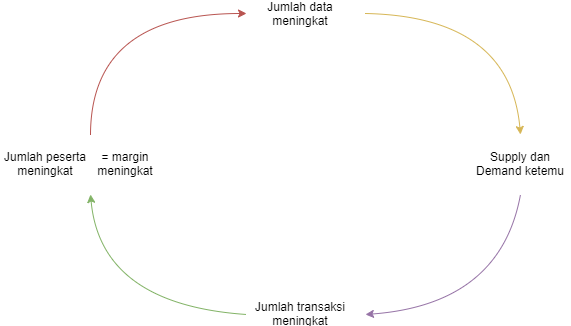 Jumlah data
meningkat
Jumlah peserta
meningkat
= margin
meningkat
Supply dan
Demand ketemu
Jumlah transaksi
meningkat